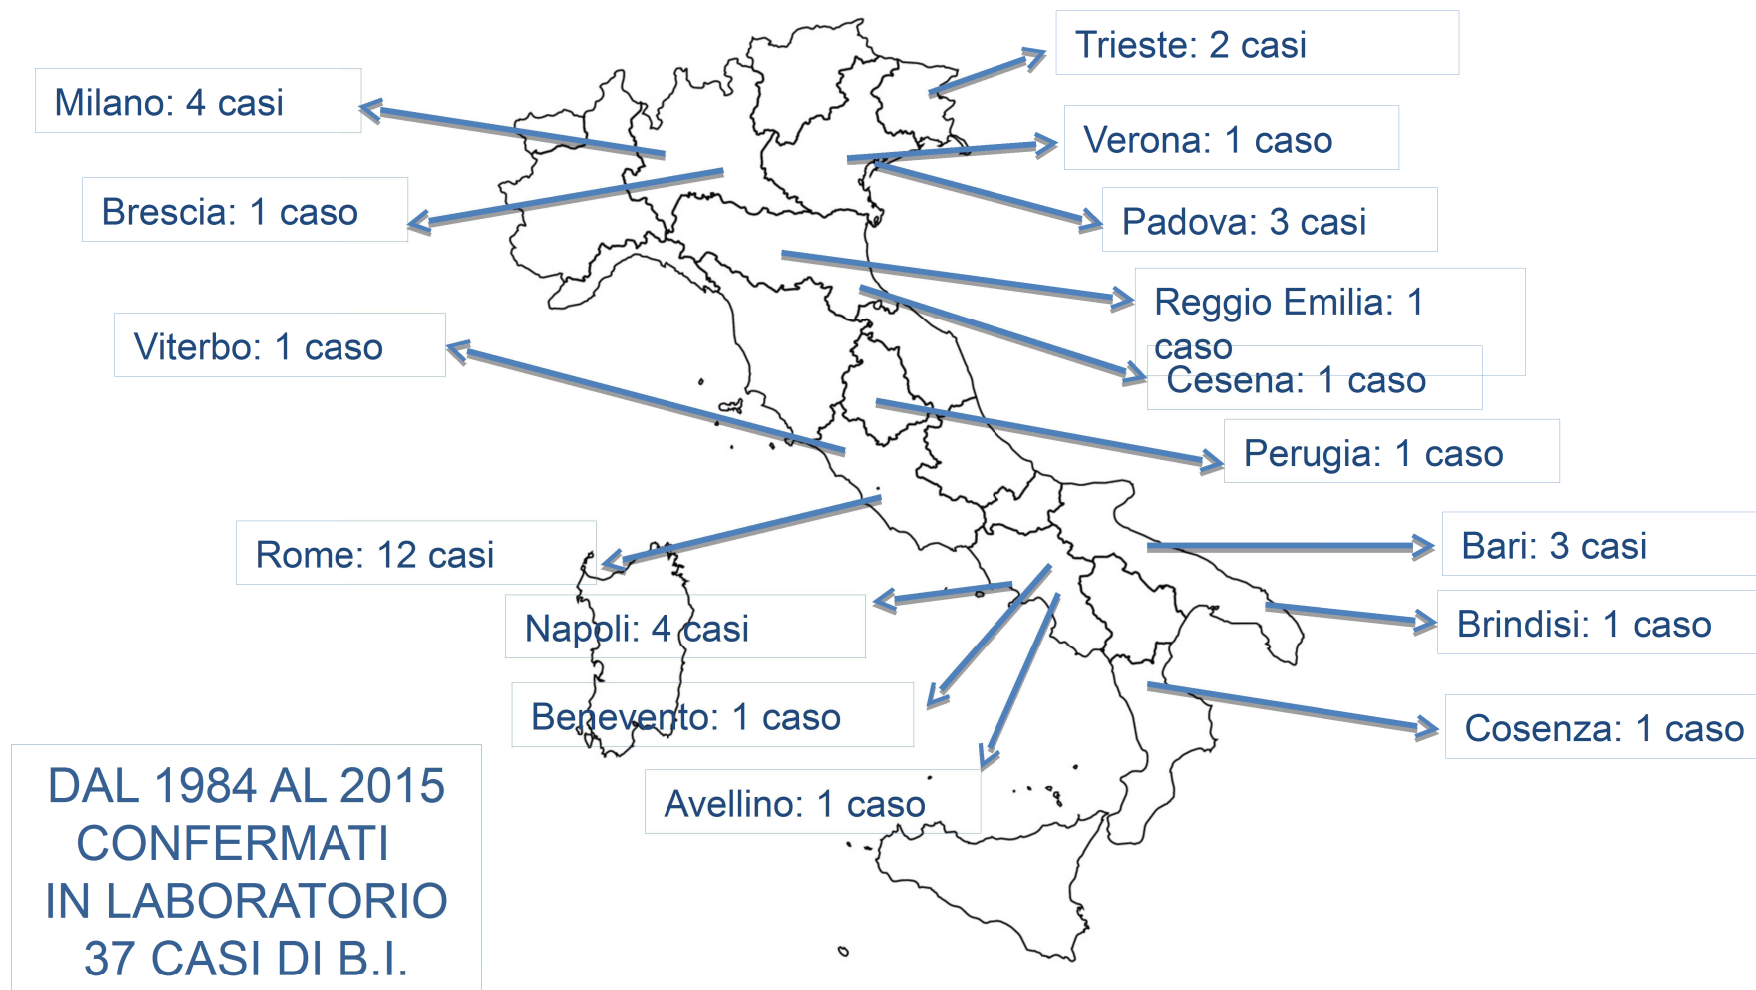 Trieste: 2 casi
Milano: 4 casi
Verona: 1 caso
Brescia: 1 caso
Padova: 3 casi
Reggio Emilia: 1
caso
Viterbo: 1 caso
Cesena: 1 caso
Perugia: 1 caso
Rome: 12 casi
Bari: 3 casi
Napoli: 4 casi
Brindisi: 1 caso
Benevento: 1 caso
Cosenza: 1 caso
Avellino: 1 caso
DAL 1984 AL 2015
CONFERMATI
IN LABORATORIO
37 CASI DI B.I.